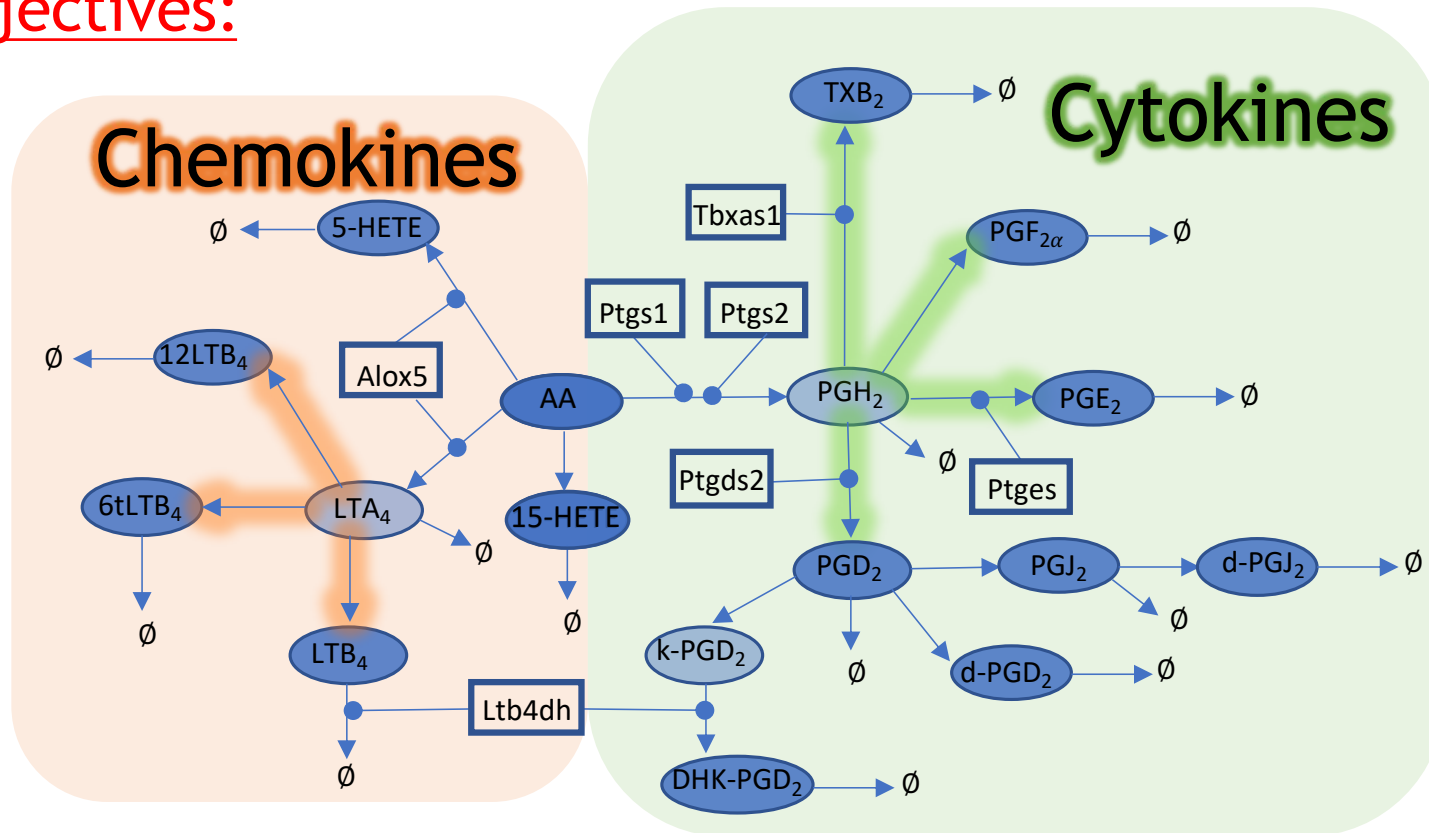 jectives:
Chemokines
Cytokines
TXB₂
Ø
Tbxas1
PGF₂α
Ø
5-HETE
Ø
Ptgs1
Ptgs2
12LTB₄
Ø
Alox5
AA
PGH₂
PGE₂
Ø
Ø
Ptgds2
Ptges
6tLTB₄
LTA₄
15-HETE
Ø
Ø
Ø
PGD₂
PGJ₂
d-PGJ₂
Ø
Ø
Ø
LTB₄
k-PGD₂
Ø
d-PGD₂
Ø
Ltb4dh
Ø
DHK-PGD₂
Ø